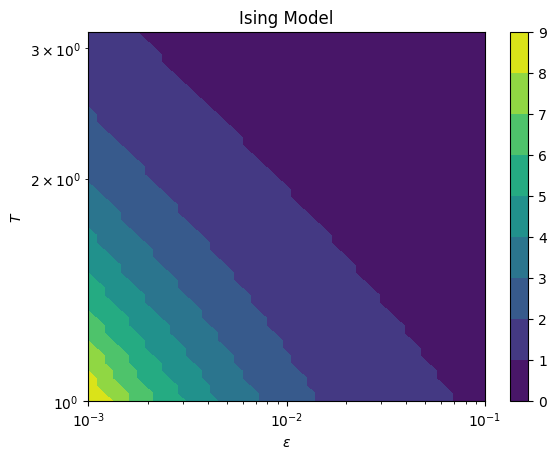 Ising Model
3 × 10⁰
2 × 10⁰
10⁰
T
10⁻³
10⁻²
10⁻¹
ε
9
8
7
6
5
4
3
2
1
0